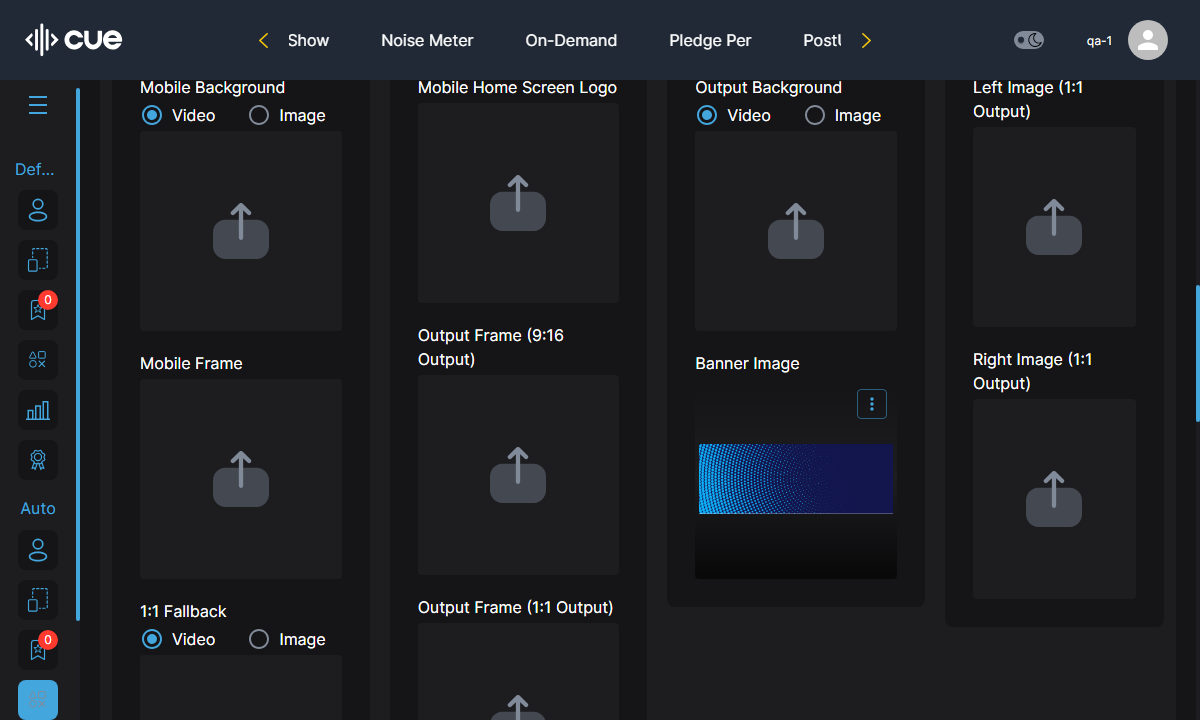 cue
Show
Noise Meter
On-Demand
Pledge Per
qa-1
Def...
0
Auto
0
Mobile Background
Video
Image
Mobile Frame
1:1 Fallback
Video
Image
Mobile Home Screen Logo
Output Frame (9:16
Output)
Output Frame (1:1 Output)
Output Background
Video
Image
Banner Image
Left Image (1:1
Output)
Right Image (1:1
Output)